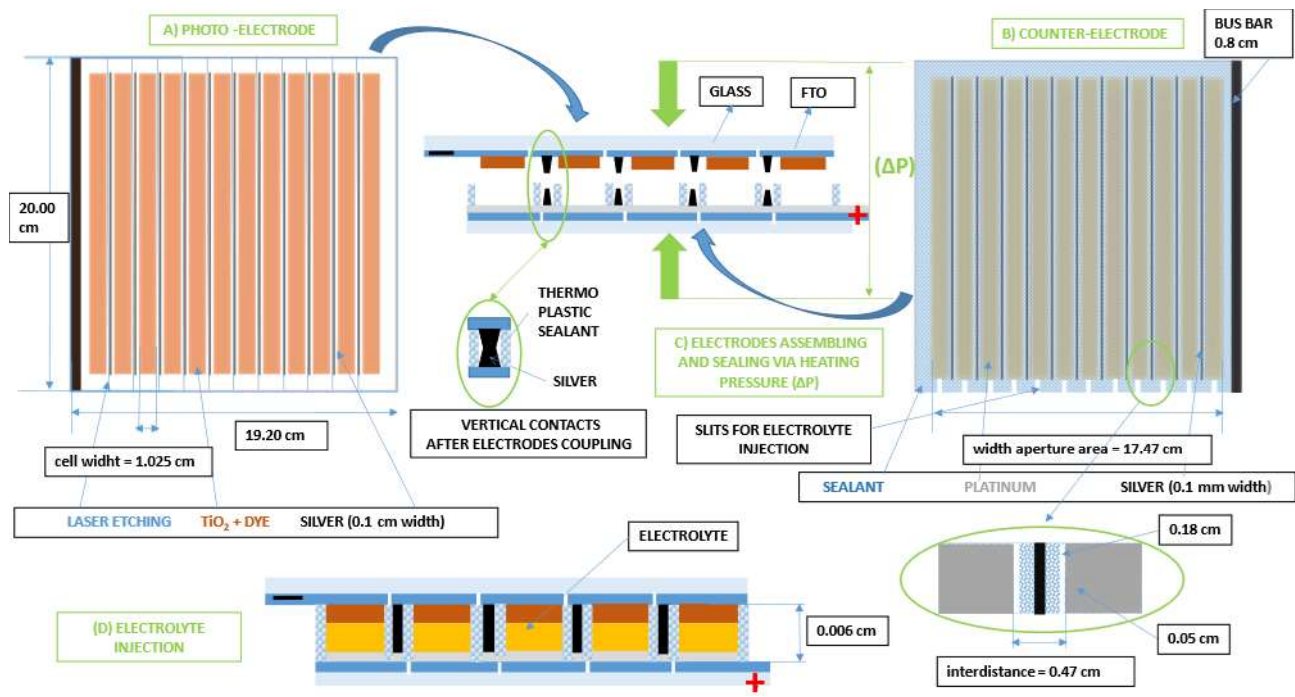 A) PHOTO -ELECTRODE
B) COUNTER-ELECTRODE
BUS BAR
0.8 cm
GLASS
FTO
(ΔP)
20.00
cm
+
THERMO
PLASTIC
SEALANT
SILVER
C) ELECTRODES ASSEMBLING
AND SEALING VIA HEATING
PRESSURE (ΔP)
VERTICAL CONTACTS
AFTER ELECTRODES COUPLING
SLITS FOR ELECTROLYTE
INJECTION
19.20 cm
cell widht = 1.025 cm
width aperture area = 17.47 cm
LASER ETCHING TiO₂ + DYE SILVER (0.1 cm width)
SEALANT PLATINUM SILVER (0.1 mm width)
ELECTROLYTE
0.18 cm
(D) ELECTROLYTE
INJECTION
0.006 cm
0.05 cm
interdistance = 0.47 cm
+